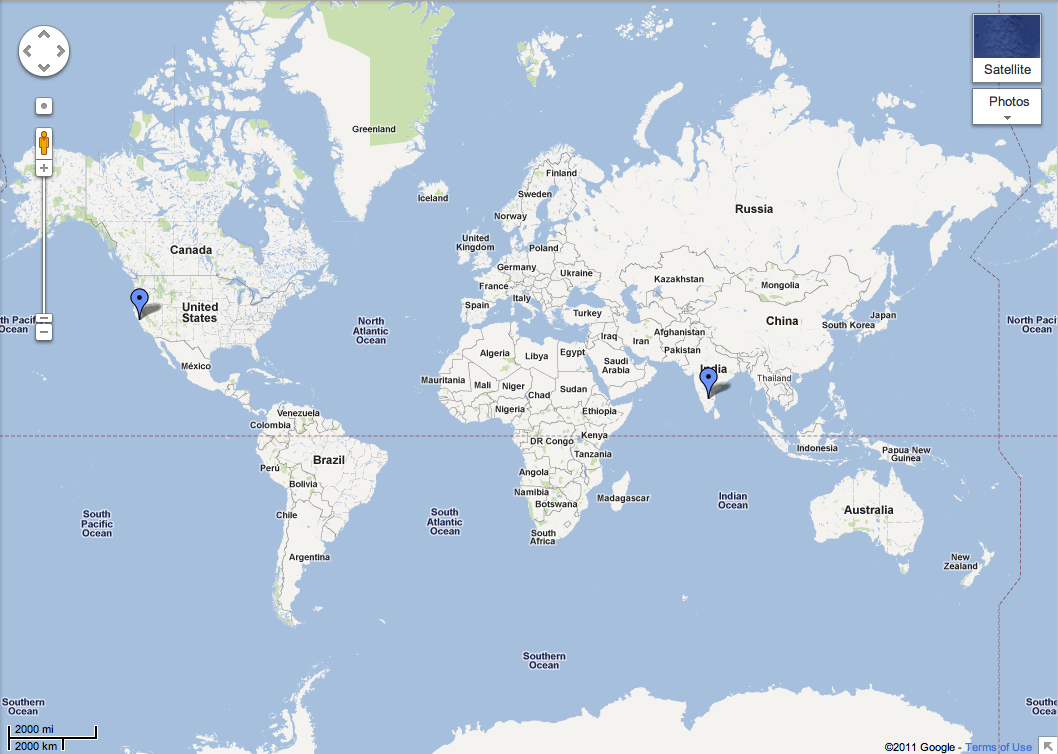 Satellite
Photos
Greenland
Iceland
Finland
Sweden
Norway
Russia
United
Kingdom
Poland
Canada
Germany
Ukraine
Kazakhstan
Mongolia
France
Italy
Spain
United
States
Turkey
China
Japan
South Korea
North
Atlantic
Ocean
th Pacific
Ocean
North Paci
Ocean
Afghanistan
Iraq
Iran
Pakistan
Algeria
Libya
Egypt
Saudi
Arabia
India
México
Mauritania
Mali
Niger
Chad
Sudan
Thailand
Nigeria
Ethiopia
Venezuela
Colombia
Kenya
DR Congo
Tanzania
Indonesia
Papua New
Guinea
Brazil
Perú
Bolivia
Angola
Namibia
Botswana
Madagascar
Indian
Ocean
South
Pacific
Ocean
Chile
South
Atlantic
Ocean
South
Africa
Australia
Argentina
New
Zealand
Southern
Ocean
Southern
Ocean
Southe
Ocea
2000 mi
2000 km
©2011 Google - Terms of Use